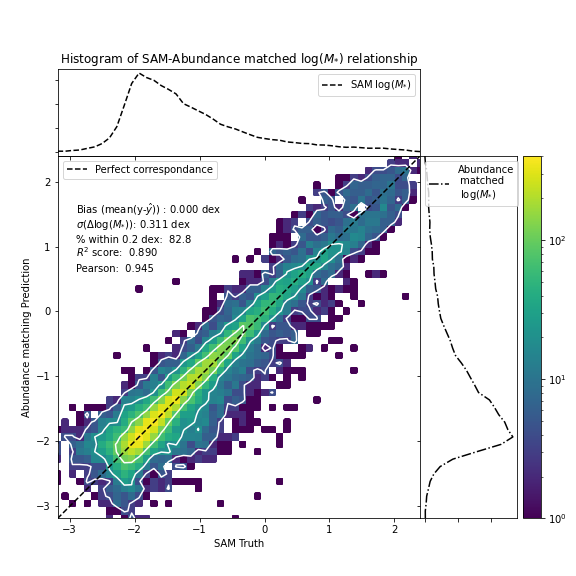 Histogram of SAM-Abundance matched log(M*) relationship
SAM log(M*)
Perfect correspondance
Abundance
matched
log(M*)
Bias (mean(y-ŷ)) : 0.000 dex
σ(Δlog(M*)): 0.311 dex
% within 0.2 dex: 82.8
R² score: 0.890
Pearson: 0.945
Abundance matching Prediction
2
1
0
−1
−2
−3
−3 −2 −1 0 1 2
SAM Truth
10²
10¹
10⁰